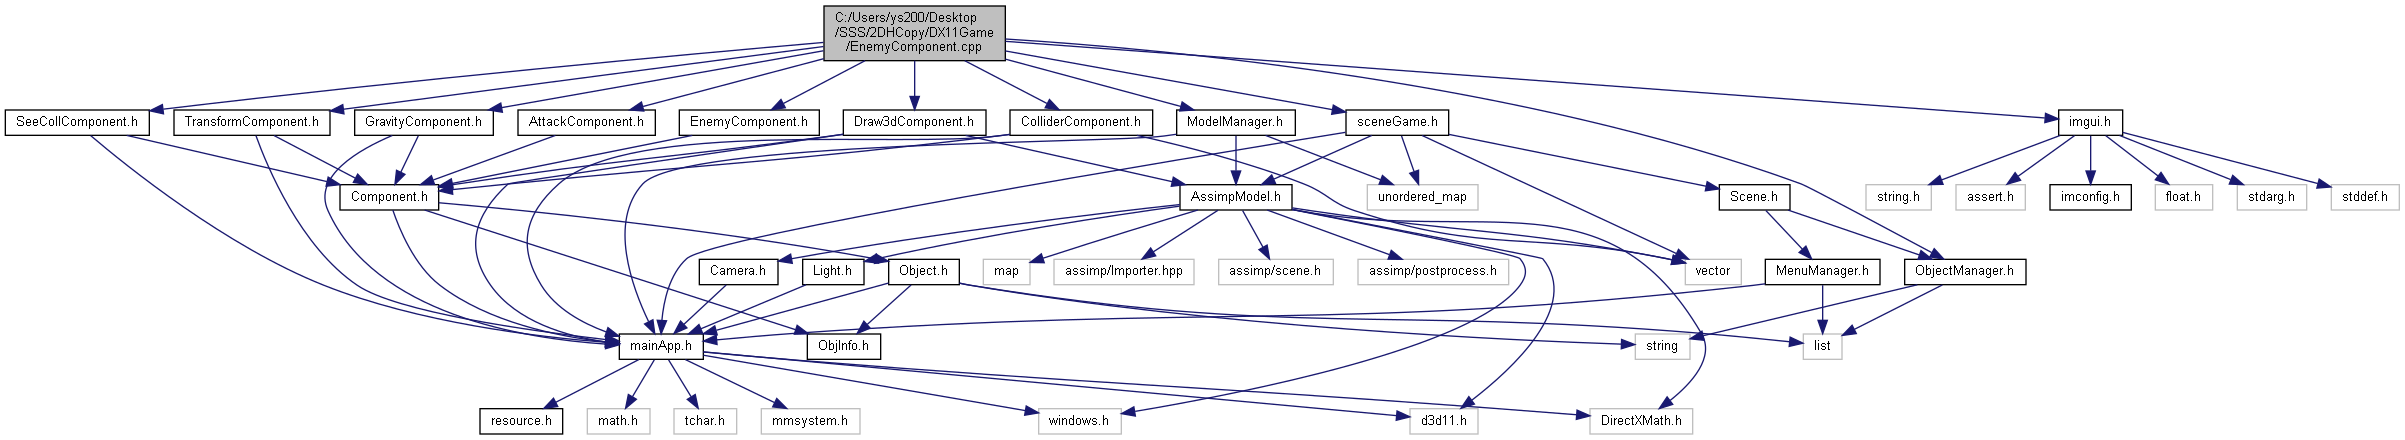 C:/Users/ys200/Desktop
/SSS/2DHCopy/DX11Game
/EnemyComponent.cpp
SeeCollComponent.h
TransformComponent.h
GravityComponent.h
AttackComponent.h
EnemyComponent.h
Draw3dComponent.h
ColliderComponent.h
ModelManager.h
sceneGame.h
imgui.h
Component.h
AssimpModel.h
unordered_map
Scene.h
string.h
assert.h
imconfig.h
float.h
stdarg.h
stddef.h
Camera.h
Light.h
Object.h
map
assimp/Importer.hpp
assimp/scene.h
assimp/postprocess.h
vector
MenuManager.h
ObjectManager.h
mainApp.h
ObjInfo.h
string
list
resource.h
math.h
tchar.h
mmsystem.h
windows.h
d3d11.h
DirectXMath.h